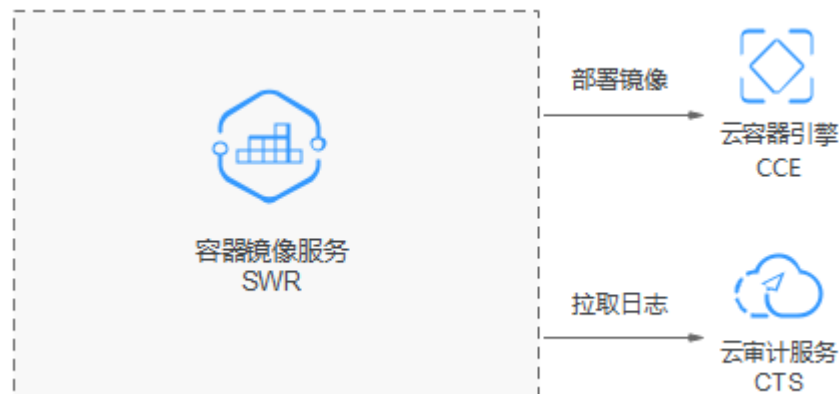 部署镜像
云容器引擎
CCE
容器镜像服务
SWR
拉取日志
云审计服务
CTS